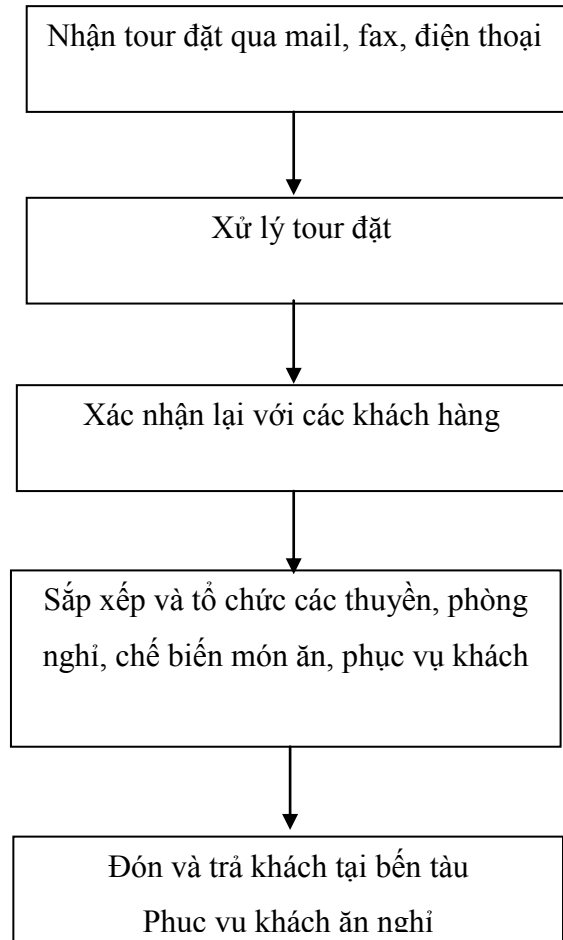 Nhận tour đặt qua mail, fax, điện thoại
Xử lý tour đặt
Xác nhận lại với các khách hàng
Sắp xếp và tổ chức các thuyền, phòng
nghỉ, chế biến món ăn, phục vụ khách
Đón và trả khách tại bến tàu
Phục vụ khách ăn nghỉ